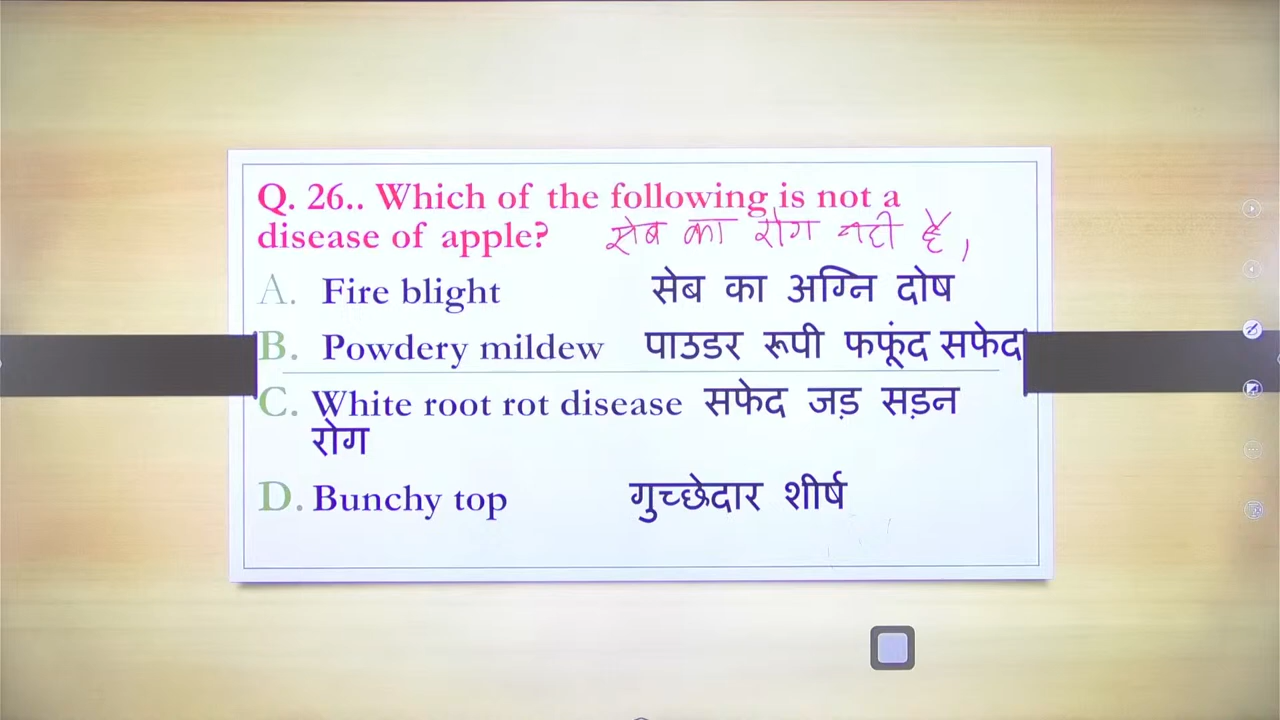 Q. 26.. Which of the following is not a
disease of apple? सेब का रोग नही है,
A. Fire blight सेब का अग्नि दोष
B. Powdery mildew पाउडर रूपी फफूंद सफेद
C. White root rot disease सफेद जड़ सड़न
रोग
D. Bunchy top गुच्छेदार शीर्ष